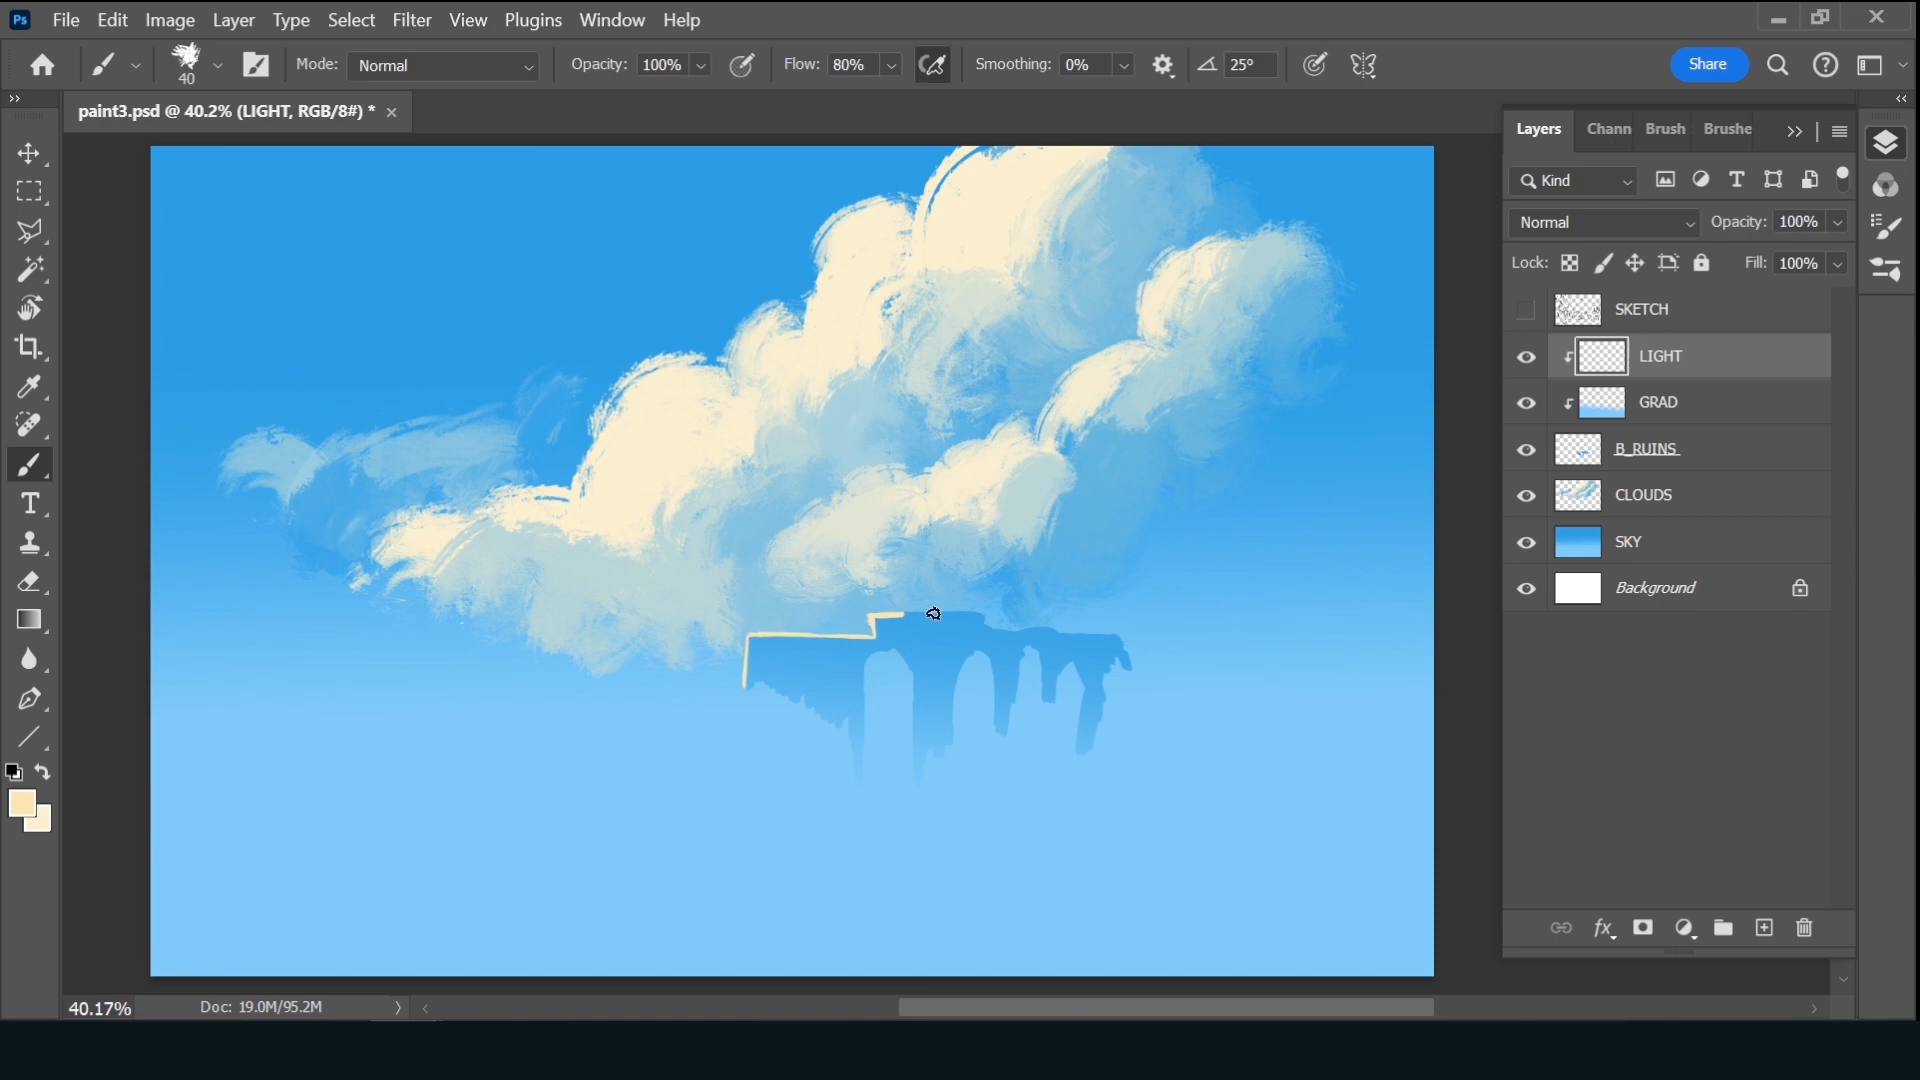 Ps File Edit Image Layer Type Select Filter View Plugins Window Help
40 Mode: Normal Opacity: 100% Flow: 80% Smoothing: 0% 25° Share
paint3.psd @ 40.2% (LIGHT, RGB/8#) *
Layers Chann Brush Brushe
Kind
Normal Opacity: 100%
Lock: Fill: 100%
SKETCH
LIGHT
GRAD
B_RUINS
CLOUDS
SKY
Background
fx
40.17% Doc: 19.0M/95.2M